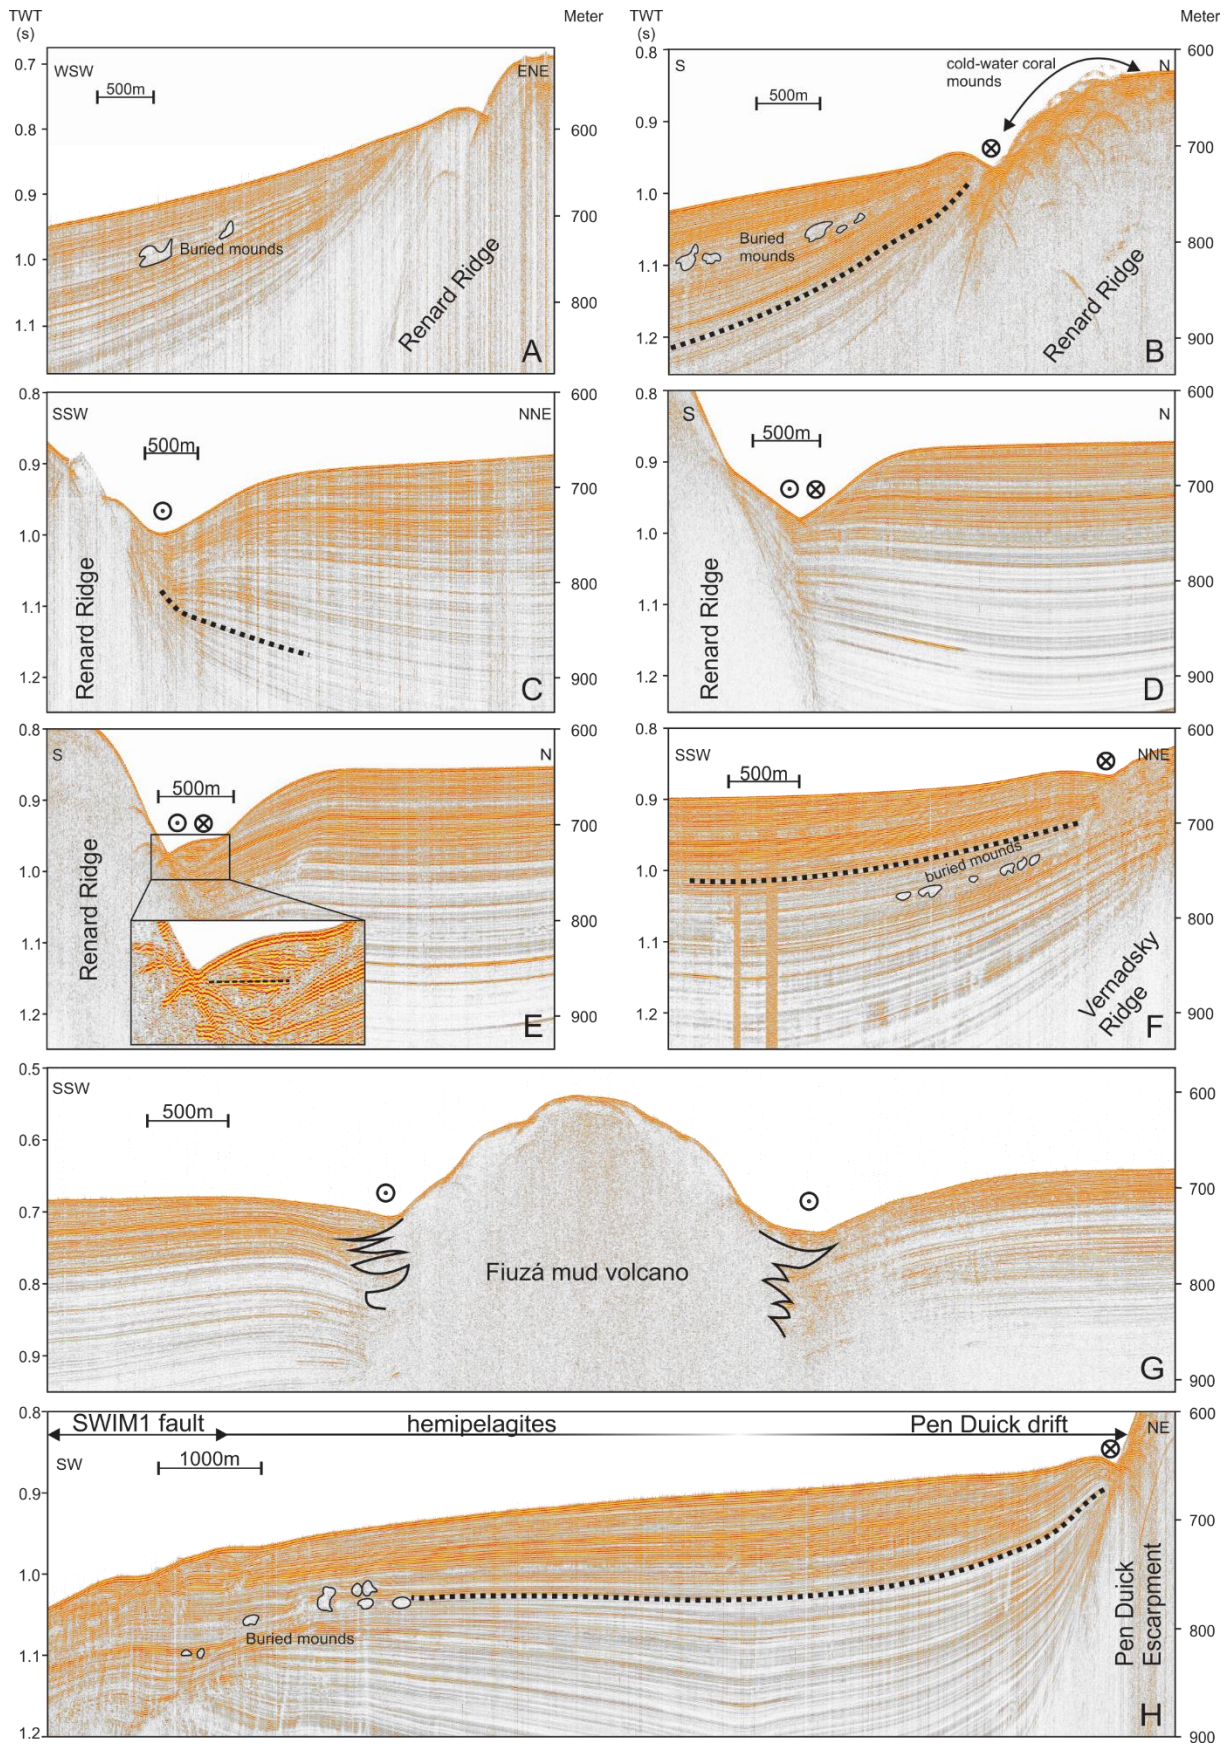 TWT
(s)
Meter
TWT
(s)
Meter
0.7
0.8
0.9
1.0
1.1
WSW
ENE
500m
Buried mounds
Renard Ridge
A
600
700
800
0.8
0.9
1.0
1.1
1.2
S
N
cold-water coral
mounds
500m
Buried
mounds
Renard Ridge
B
600
700
800
900
0.8
0.9
1.0
1.1
1.2
SSW
NNE
500m
Renard Ridge
C
600
700
800
900
0.8
0.9
1.0
1.1
1.2
S
N
500m
Renard Ridge
D
600
700
800
900
0.8
0.9
1.0
1.1
1.2
S
N
500m
Renard Ridge
E
600
700
800
900
0.8
0.9
1.0
1.1
1.2
SSW
NNE
500m
buried mounds
Vernadsky
Ridge
F
600
700
800
900
0.5
0.6
0.7
0.8
0.9
SSW
500m
Fiuzá mud volcano
G
600
700
800
900
0.8
0.9
1.0
1.1
1.2
SWIM1 fault
hemipelagites
Pen Duick drift
SW
NE
1000m
Buried mounds
Pen Duick
Escarpment
H
600
700
800
900